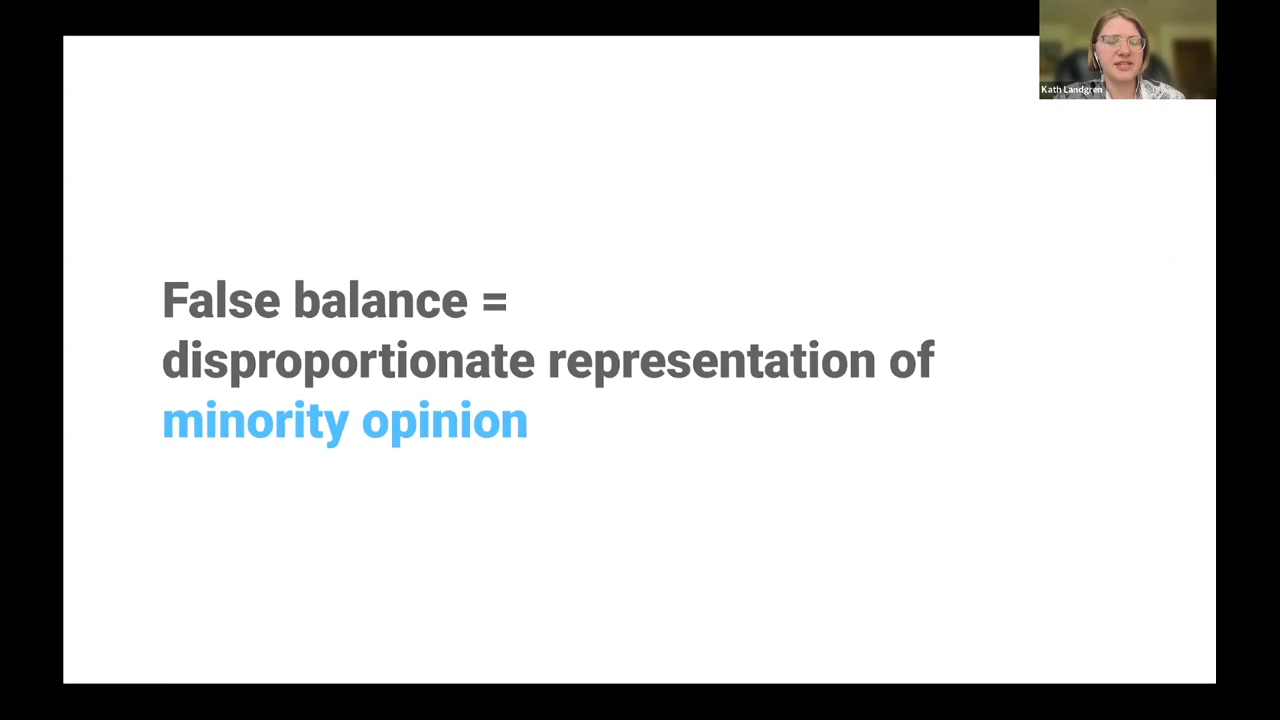 Kath Landgren
False balance =
disproportionate representation of
minority opinion